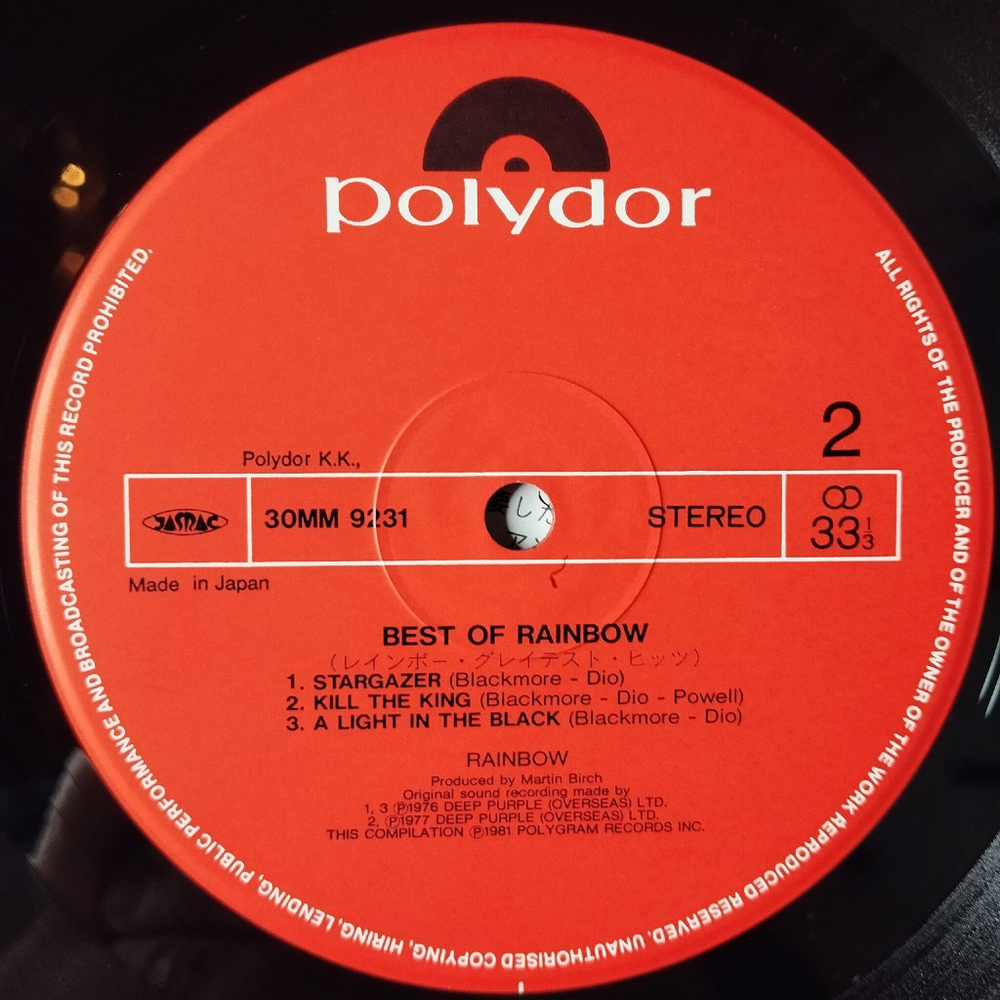 polydor
2
Polydor K.K.,
JASRAC
30MM 9231
STEREO
33⅓
Made in Japan
BEST OF RAINBOW
（レインボー・グレイテスト・ヒッツ）
1. STARGAZER (Blackmore - Dio)
2. KILL THE KING (Blackmore - Dio - Powell)
3. A LIGHT IN THE BLACK (Blackmore - Dio)
RAINBOW
Produced by Martin Birch
Original sound recording made by
1, 3 ℗1976 DEEP PURPLE (OVERSEAS) LTD.
2, ℗1977 DEEP PURPLE (OVERSEAS) LTD.
THIS COMPILATION ℗1981 POLYGRAM RECORDS INC.
ALL RIGHTS OF THE PRODUCER AND OF THE OWNER OF THE WORK REPRODUCED RESERVED. UNAUTHORISED COPYING, HIRING, LENDING, PUBLIC PERFORMANCE AND BROADCASTING OF THIS RECORD PROHIBITED.